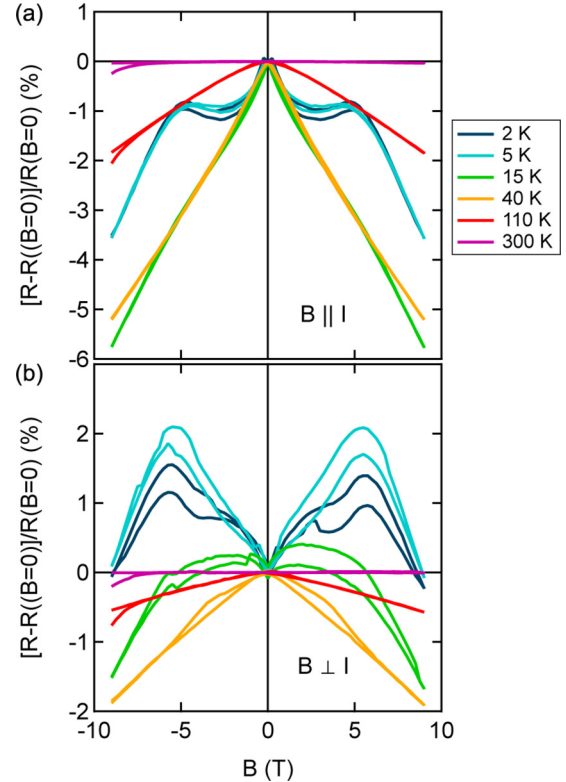 (a)
[R-R((B=0)]/R(B=0) (%)
1
0
-1
-2
-3
-4
-5
-6
B || I
2 K
5 K
15 K
40 K
110 K
300 K
(b)
[R-R((B=0)]/R((B=0) (%)
2
1
0
-1
-2
B ⊥ I
-10 -5 0 5 10
B (T)